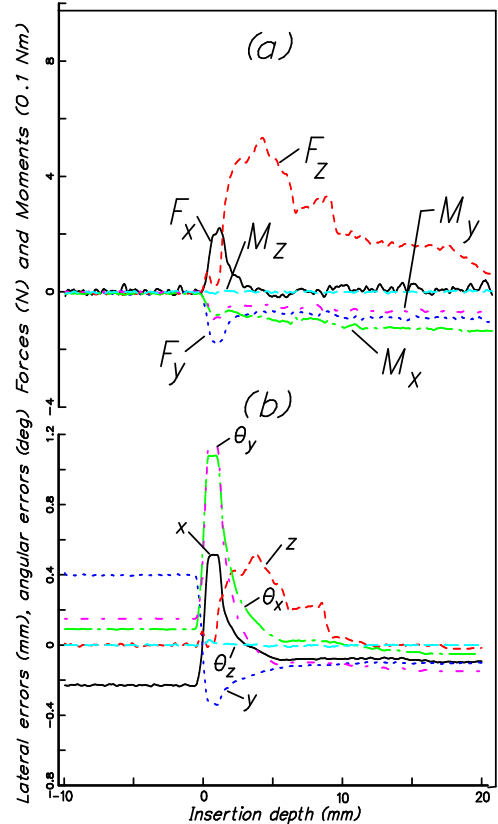 (a)
Forces (N) and Moments (0.1 Nm)
8
4
0
-4
F_x
F_z
M_z
M_y
F_y
M_x
(b)
Lateral errors (mm), angular errors (deg)
1.2
0.8
0.4
0
-0.4
-0.8
θ_y
x
z
θ_x
θ_z
y
-10 0 10 20
Insertion depth (mm)